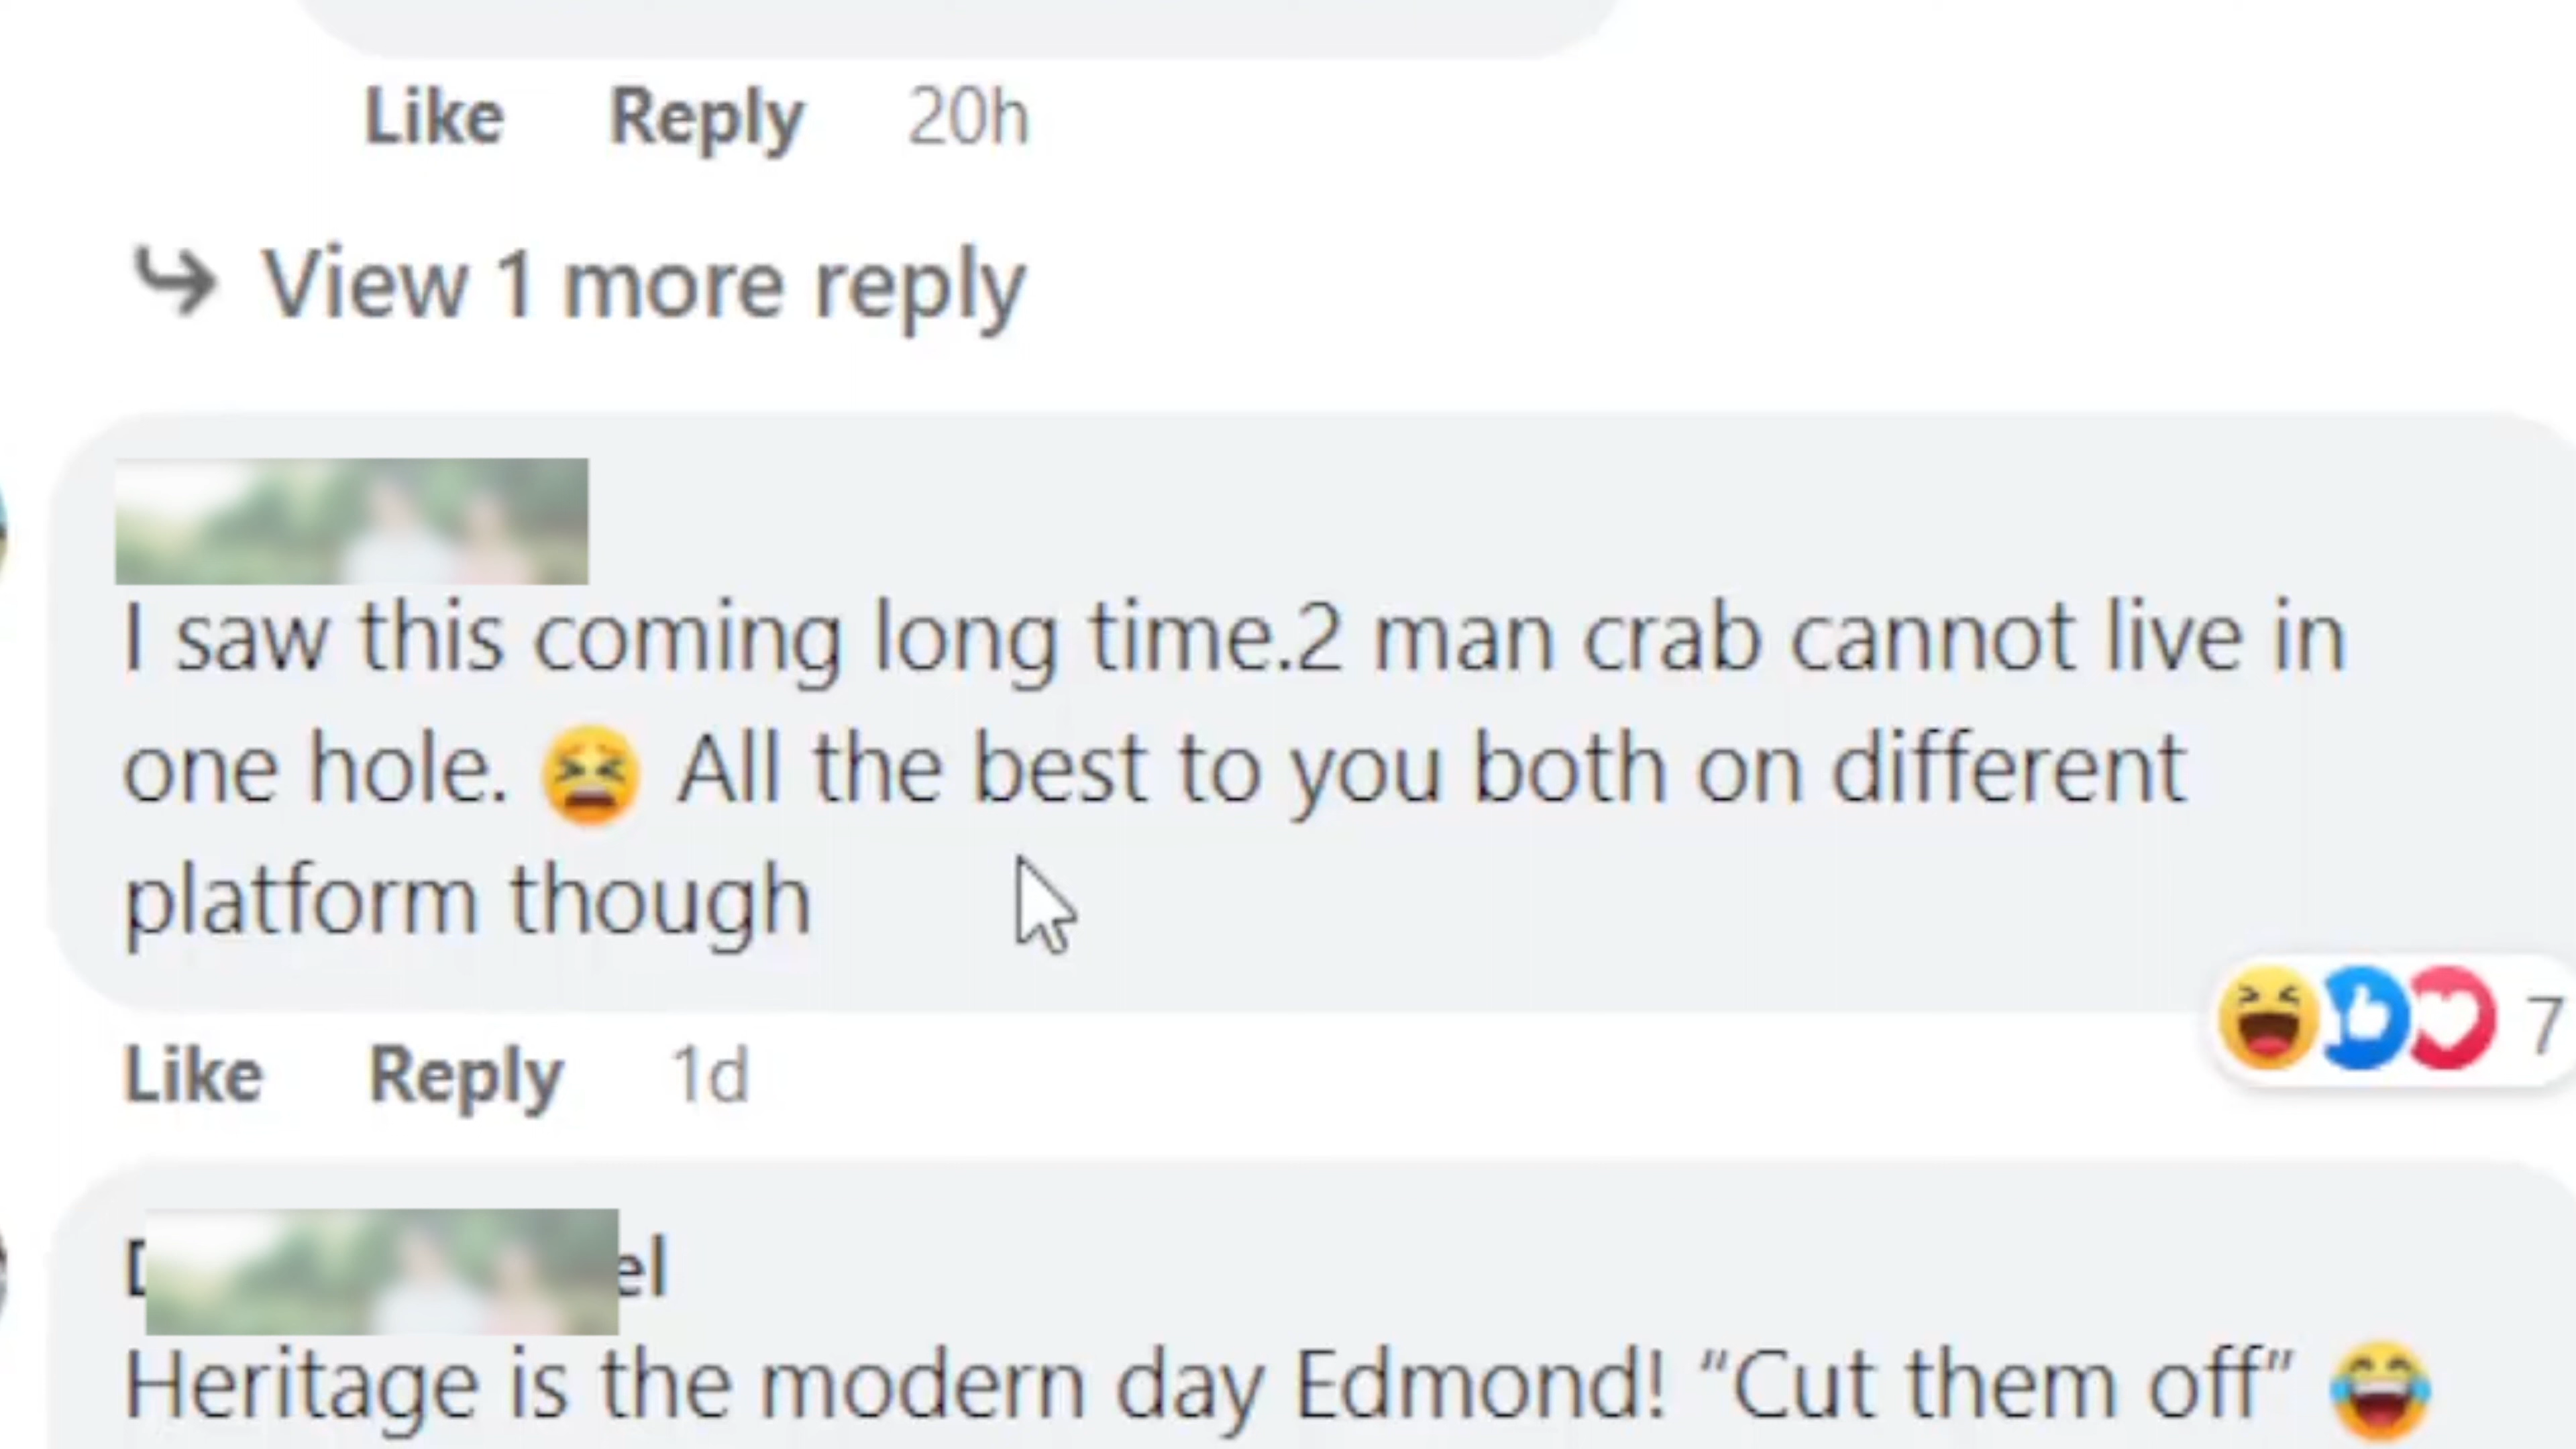 Like Reply 20h
View 1 more reply
I saw this coming long time.2 man crab cannot live in
one hole. 😫 All the best to you both on different
platform though
7
Like Reply 1d
el
Heritage is the modern day Edmond! “Cut them off” 😂